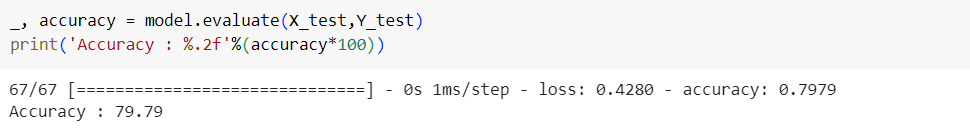 _, accuracy = model.evaluate(X_test,Y_test)
print('Accuracy : %.2f'%(accuracy*100))
67/67 [==============================] - 0s 1ms/step - loss: 0.4280 - accuracy: 0.7979
Accuracy : 79.79